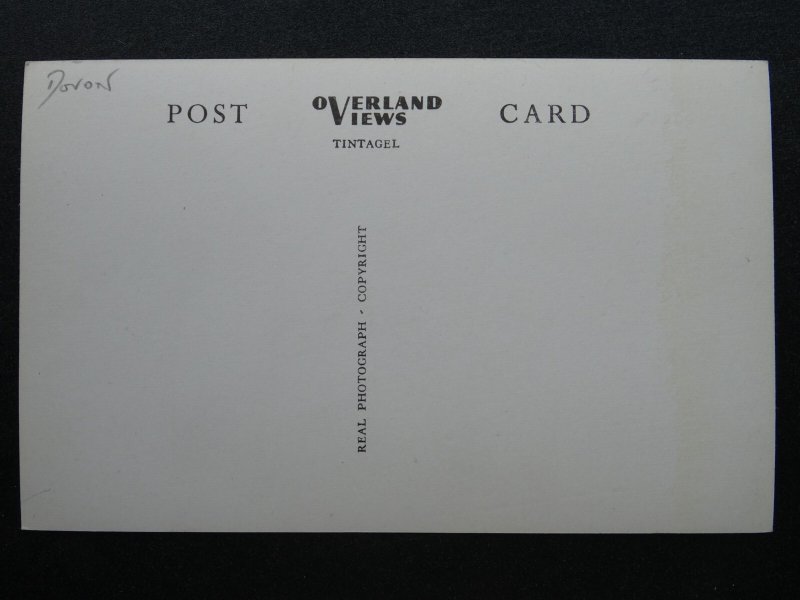 Devon
POST OVERLAND VIEWS CARD
TINTAGEL
REAL PHOTOGRAPH - COPYRIGHT